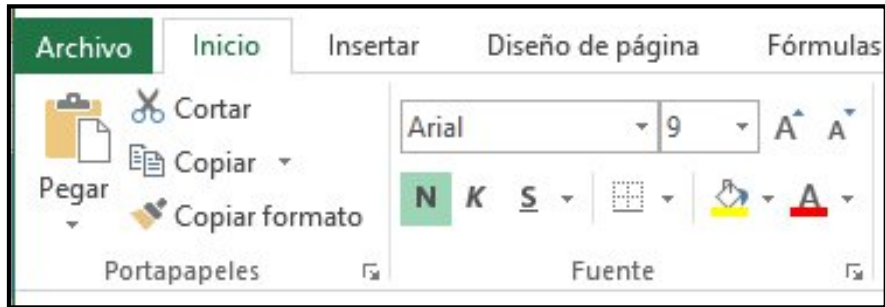 Archivo Inicio Insertar Diseño de página Fórmulas
Cortar
Copiar
Pegar
Copiar formato
Portapapeles
Arial 9 A A
N K S A
Fuente